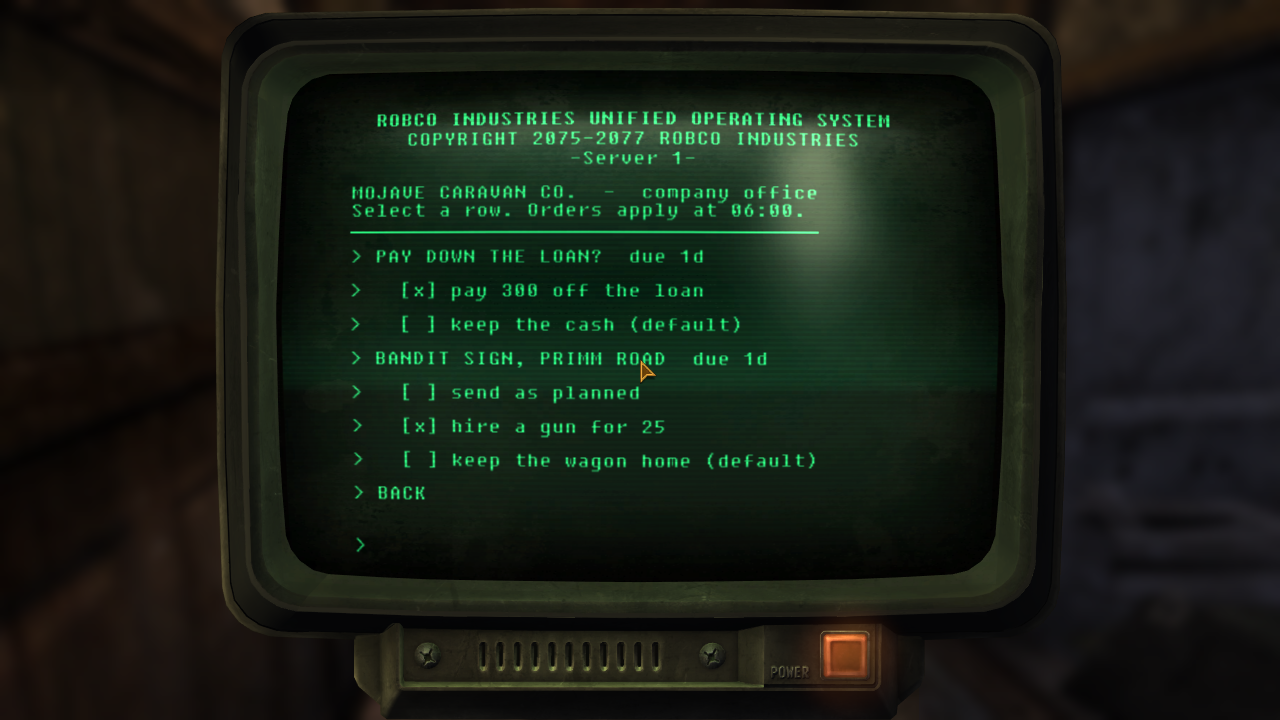 ROBCO INDUSTRIES UNIFIED OPERATING SYSTEM
COPYRIGHT 2075-2077 ROBCO INDUSTRIES
-Server 1-
MOJAVE CARAVAN CO.  -  company office
Select a row. Orders apply at 06:00.
> PAY DOWN THE LOAN?  due 1d
>   [x] pay 300 off the loan
>   [ ] keep the cash (default)
> BANDIT SIGN, PRIMM ROAD  due 1d
>   [ ] send as planned
>   [x] hire a gun for 25
>   [ ] keep the wagon home (default)
> BACK
>
POWER